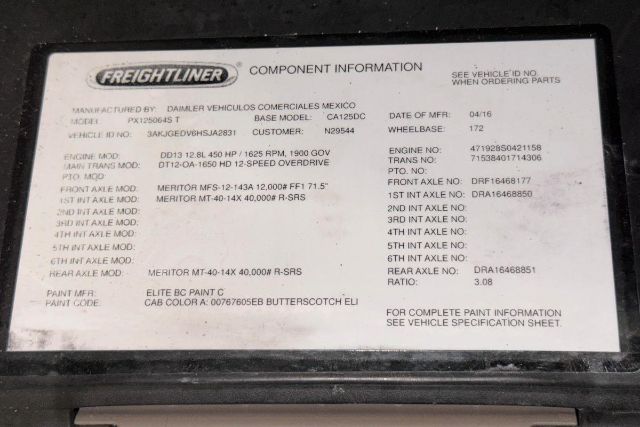 FREIGHTLINER® COMPONENT INFORMATION
SEE VEHICLE ID NO.
WHEN ORDERING PARTS
MANUFACTURED BY: DAIMLER VEHICULOS COMERCIALES MEXICO
MODEL: PX125064S T BASE MODEL: CA125DC DATE OF MFR: 04/16
VEHICLE ID NO: 3AKJGEDV6HSJA2831 CUSTOMER: N29544 WHEELBASE: 172
ENGINE MOD: DD13 12.8L 450 HP / 1625 RPM, 1900 GOV ENGINE NO: 471928S0421158
MAIN TRANS MOD: DT12-OA-1650 HD 12-SPEED OVERDRIVE TRANS NO: 71538401714306
PTO. MOD: PTO. NO:
FRONT AXLE MOD: MERITOR MFS-12-143A 12,000# FF1 71.5" FRONT AXLE NO: DRF16468177
1ST INT AXLE MOD: MERITOR MT-40-14X 40,000# R-SRS 1ST INT AXLE NO: DRA16468850
2ND INT AXLE MOD: 2ND INT AXLE NO:
3RD INT AXLE MOD: 3RD INT AXLE NO:
4TH INT AXLE MOD: 4TH INT AXLE NO:
5TH INT AXLE MOD: 5TH INT AXLE NO:
6TH INT AXLE MOD: 6TH INT AXLE NO:
REAR AXLE MOD: MERITOR MT-40-14X 40,000# R-SRS REAR AXLE NO: DRA16468851
RATIO: 3.08
PAINT MFR: ELITE BC PAINT C
PAINT CODE: CAB COLOR A: 00767605EB BUTTERSCOTCH ELI
FOR COMPLETE PAINT INFORMATION
SEE VEHICLE SPECIFICATION SHEET.